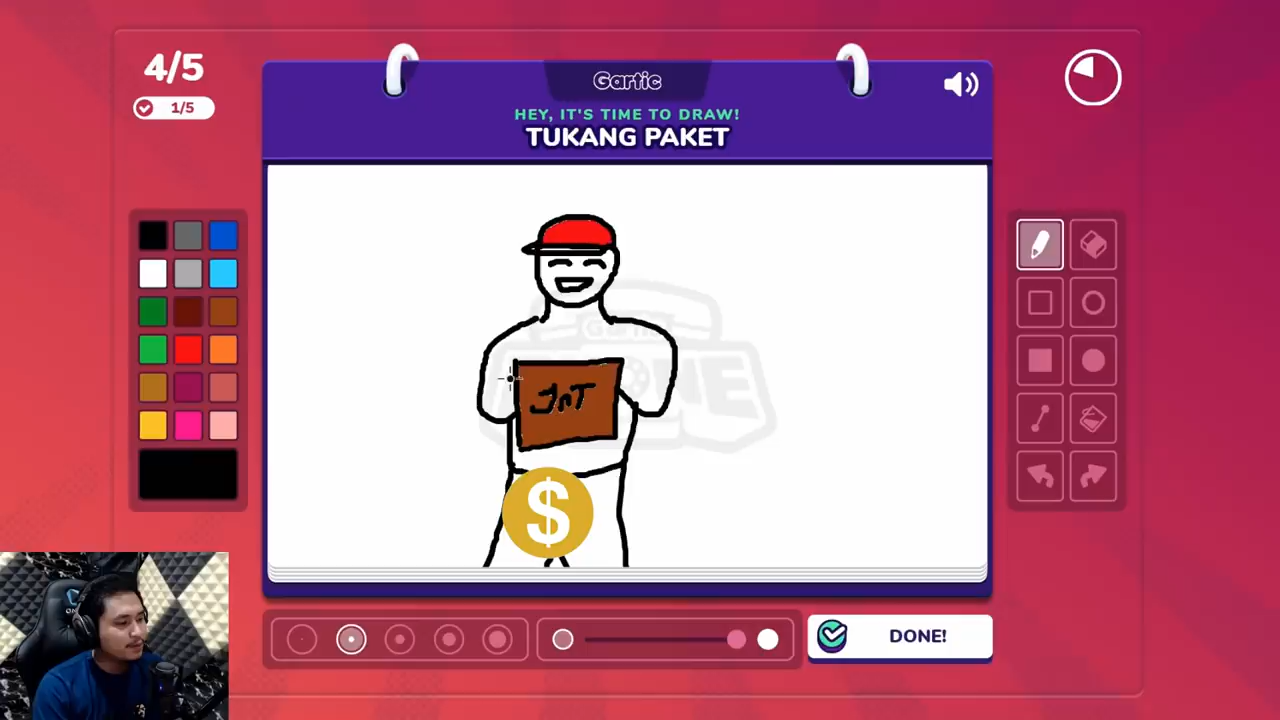 4/5
1/5
Gartic
HEY, IT'S TIME TO DRAW!
TUKANG PAKET
JnT
$
DONE!